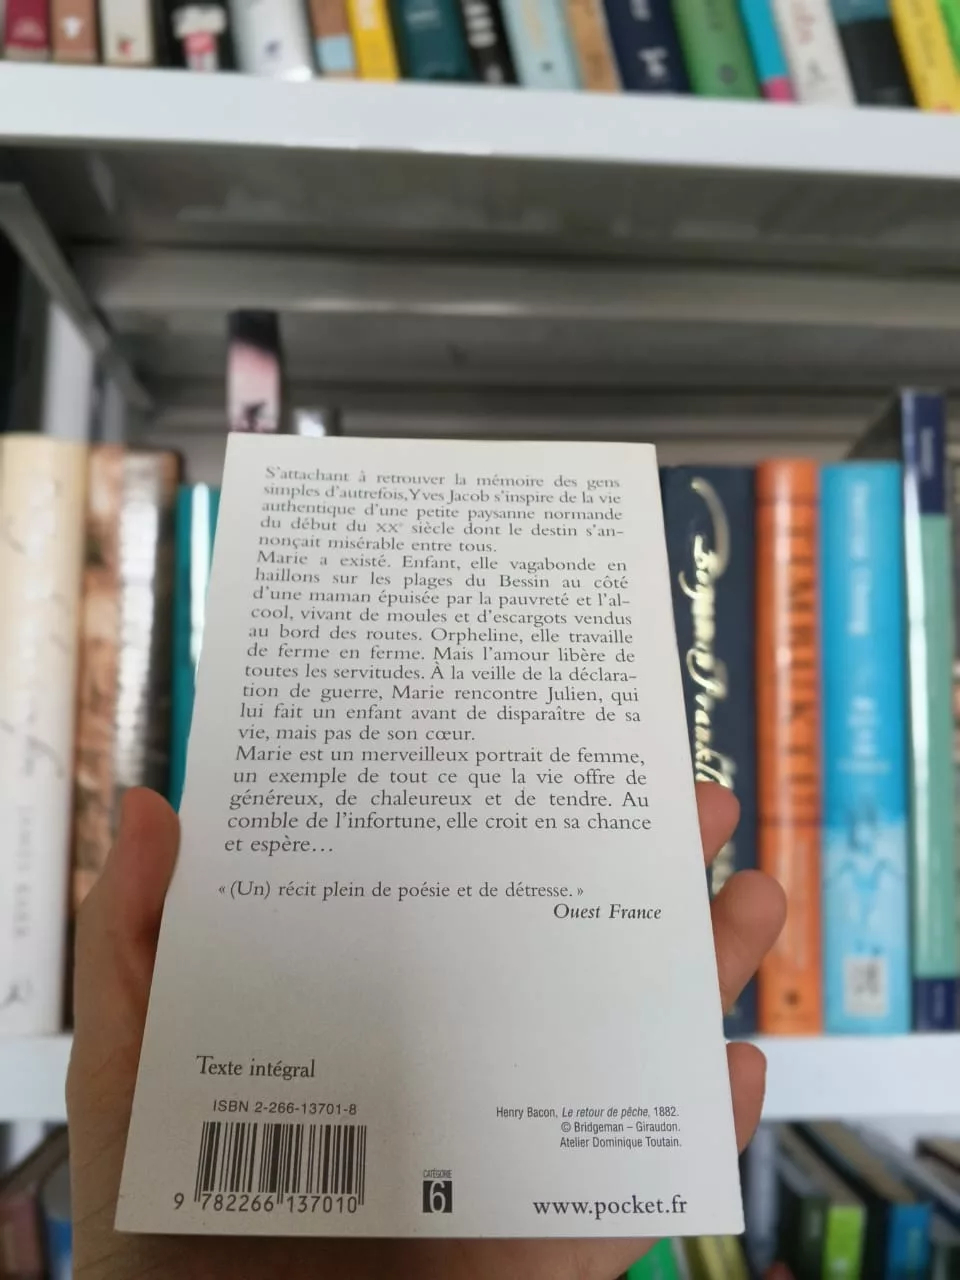 S'attachant à retrouver la mémoire des gens
simples d'autrefois, Yves Jacob s'inspire de la vie
authentique d'une petite paysanne normande
du début du XXe siècle dont le destin s'an-
nonçait misérable entre tous.
Marie a existé. Enfant, elle vagabonde en
haillons sur les plages du Bessin au côté
d'une maman épuisée par la pauvreté et l'al-
cool, vivant de moules et d'escargots vendus
au bord des routes. Orpheline, elle travaille
de ferme en ferme. Mais l'amour libère de
toutes les servitudes. À la veille de la déclara-
tion de guerre, Marie rencontre Julien, qui
lui fait un enfant avant de disparaître de sa
vie, mais pas de son cœur.
Marie est un merveilleux portrait de femme,
un exemple de tout ce que la vie offre de
généreux, de chaleureux et de tendre. Au
comble de l'infortune, elle croit en sa chance
et espère...
« (Un) récit plein de poésie et de détresse. »
Ouest France
Texte intégral
ISBN 2-266-13701-8
9 782266 137010
CATÉGORIE
6
Henry Bacon, Le retour de pêche, 1882.
© Bridgeman – Giraudon.
Atelier Dominique Toutain.
www.pocket.fr